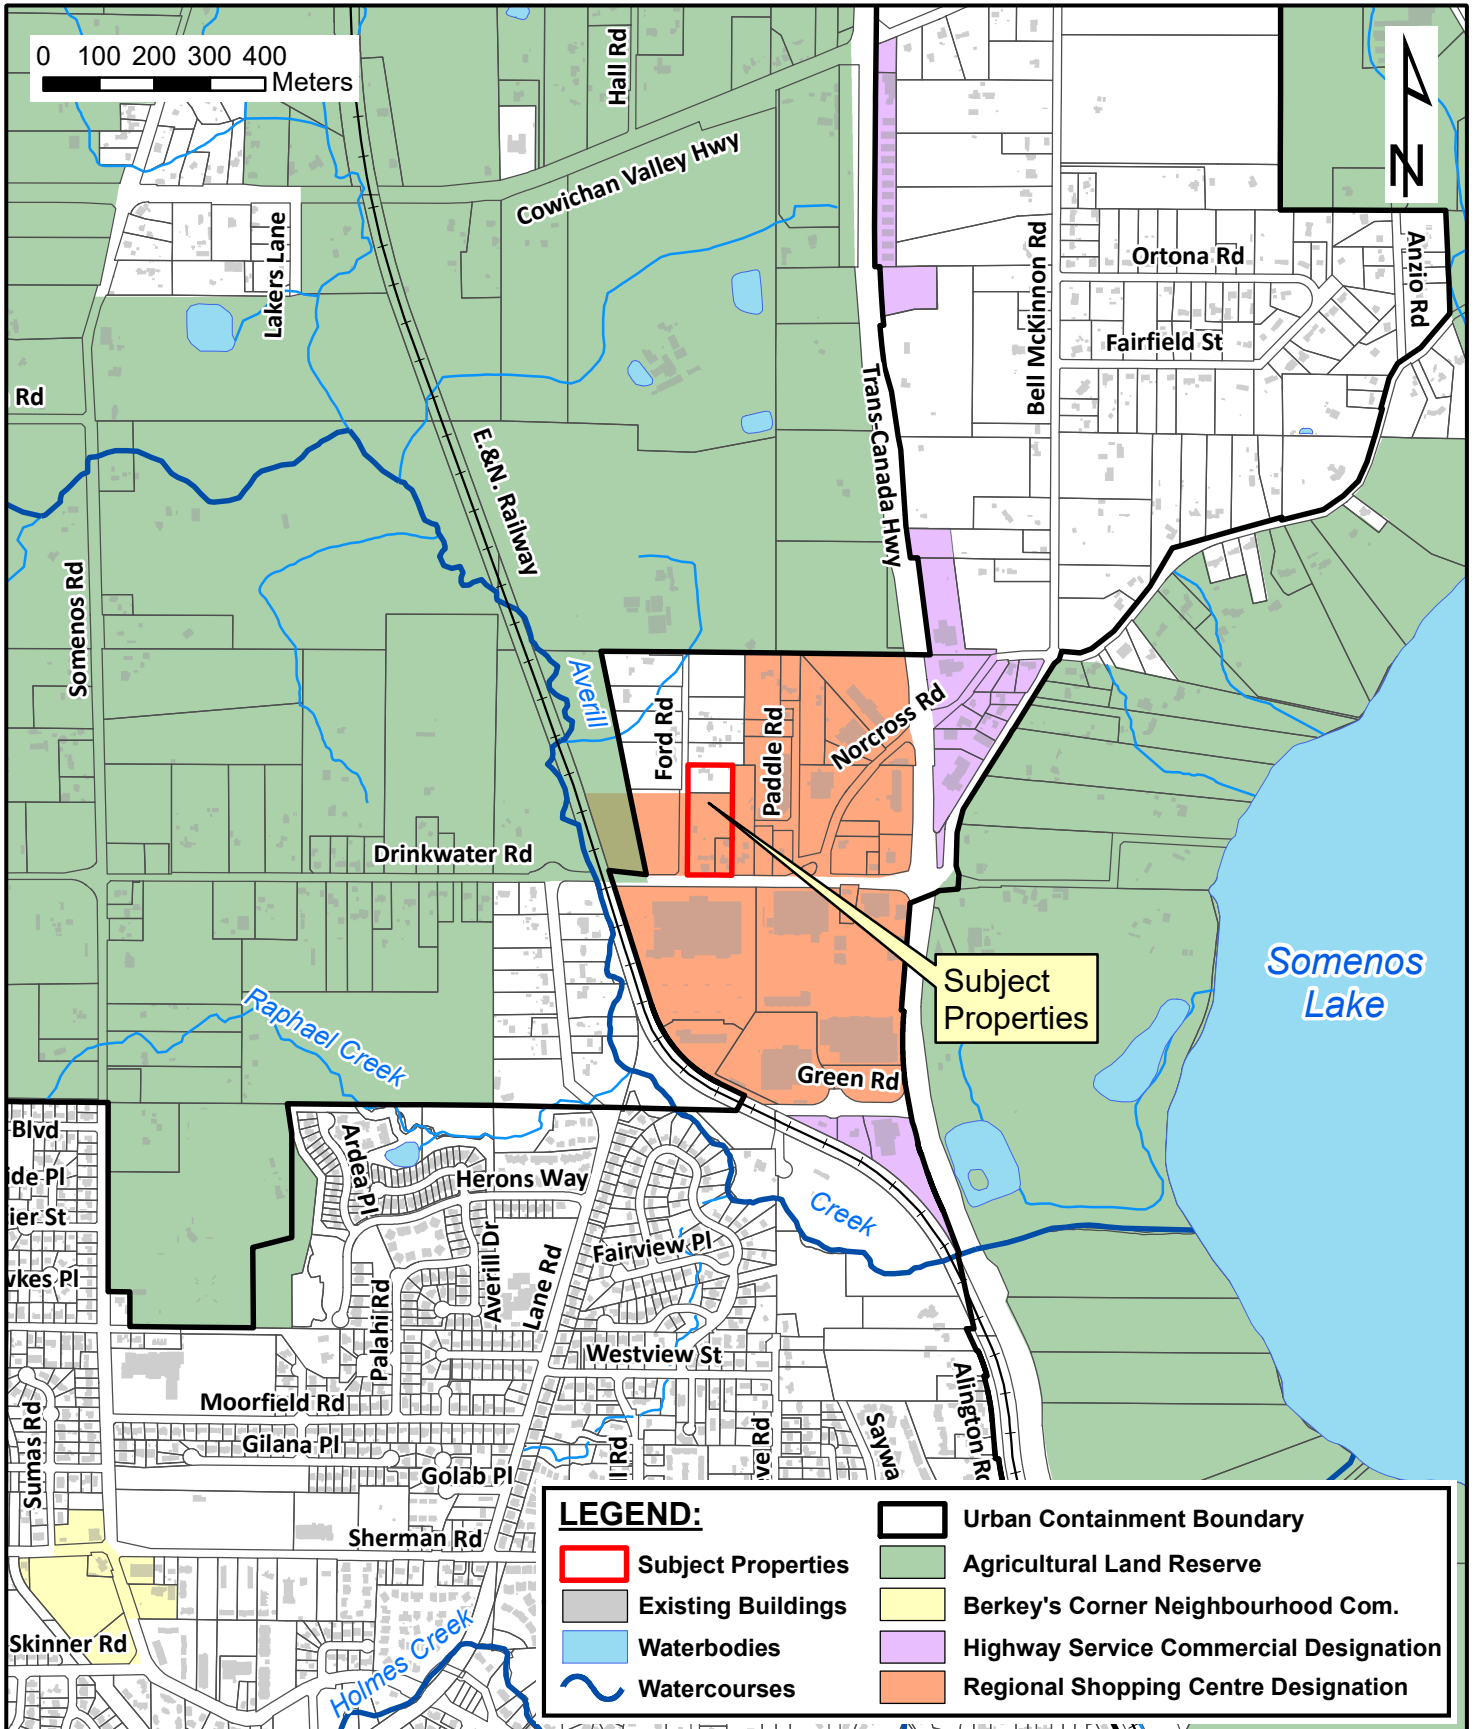 0 100 200 300 400
Meters
N
Hall Rd
Cowichan Valley Hwy
Lakers Lane
Bell McKinnon Rd
Ortona Rd
Anzio Rd
Fairfield St
Trans-Canada Hwy
Rd
E.&N. Railway
Somenos Rd
Averill
Ford Rd
Paddle Rd
Norcross Rd
Drinkwater Rd
Subject
Properties
Somenos
Lake
Raphael Creek
Green Rd
Blvd
ide Pl
ier St
wkes Pl
Ardea Pl
Herons Way
Averill Dr
Palahi Rd
Lane Rd
Fairview Pl
Creek
Westview St
Moorfield Rd
Gilana Pl
Golab Pl
Sumas Rd
ll Rd
eve Rd
Saywa
Alington Rd
Sherman Rd
Skinner Rd
Holmes Creek
LEGEND:
Subject Properties
Existing Buildings
Waterbodies
Watercourses
Urban Containment Boundary
Agricultural Land Reserve
Berkey's Corner Neighbourhood Com.
Highway Service Commercial Designation
Regional Shopping Centre Designation